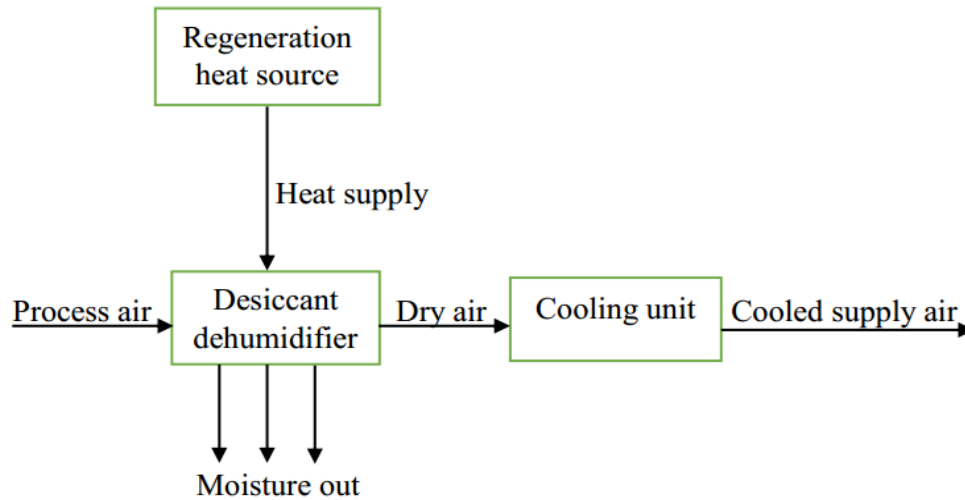 Regeneration
heat source
Heat supply
Process air
Desiccant
dehumidifier
Dry air
Cooling unit
Cooled supply air
Moisture out